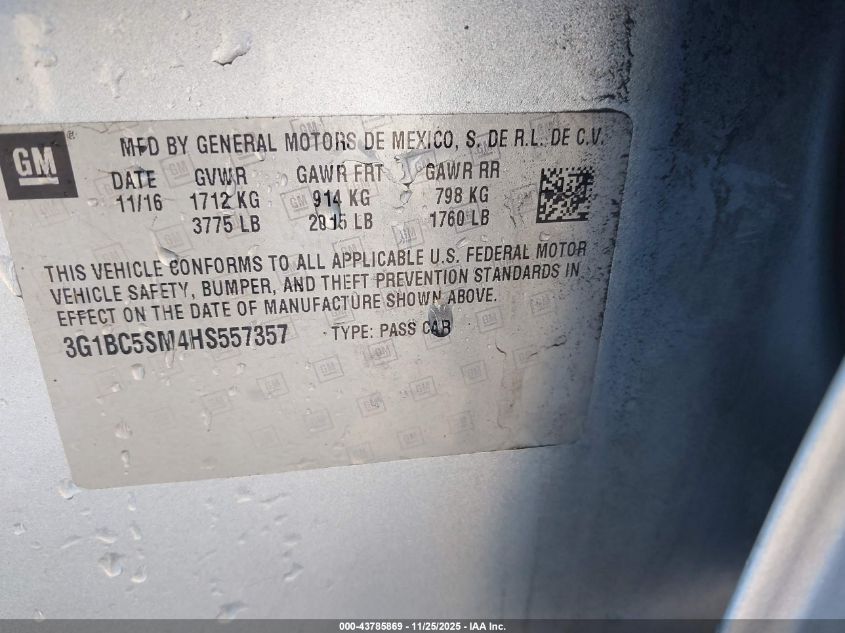 GM ®
MFD BY GENERAL MOTORS DE MEXICO, S. DE R.L. DE C.V.
DATE GVWR GAWR FRT GAWR RR
11/16 1712 KG 914 KG 798 KG
3775 LB 2015 LB 1760 LB
THIS VEHICLE CONFORMS TO ALL APPLICABLE U.S. FEDERAL MOTOR
VEHICLE SAFETY, BUMPER, AND THEFT PREVENTION STANDARDS IN
EFFECT ON THE DATE OF MANUFACTURE SHOWN ABOVE.
3G1BC5SM4HS557357 TYPE: PASS CAR
000-43785869 - 11/25/2025 - IAA Inc.